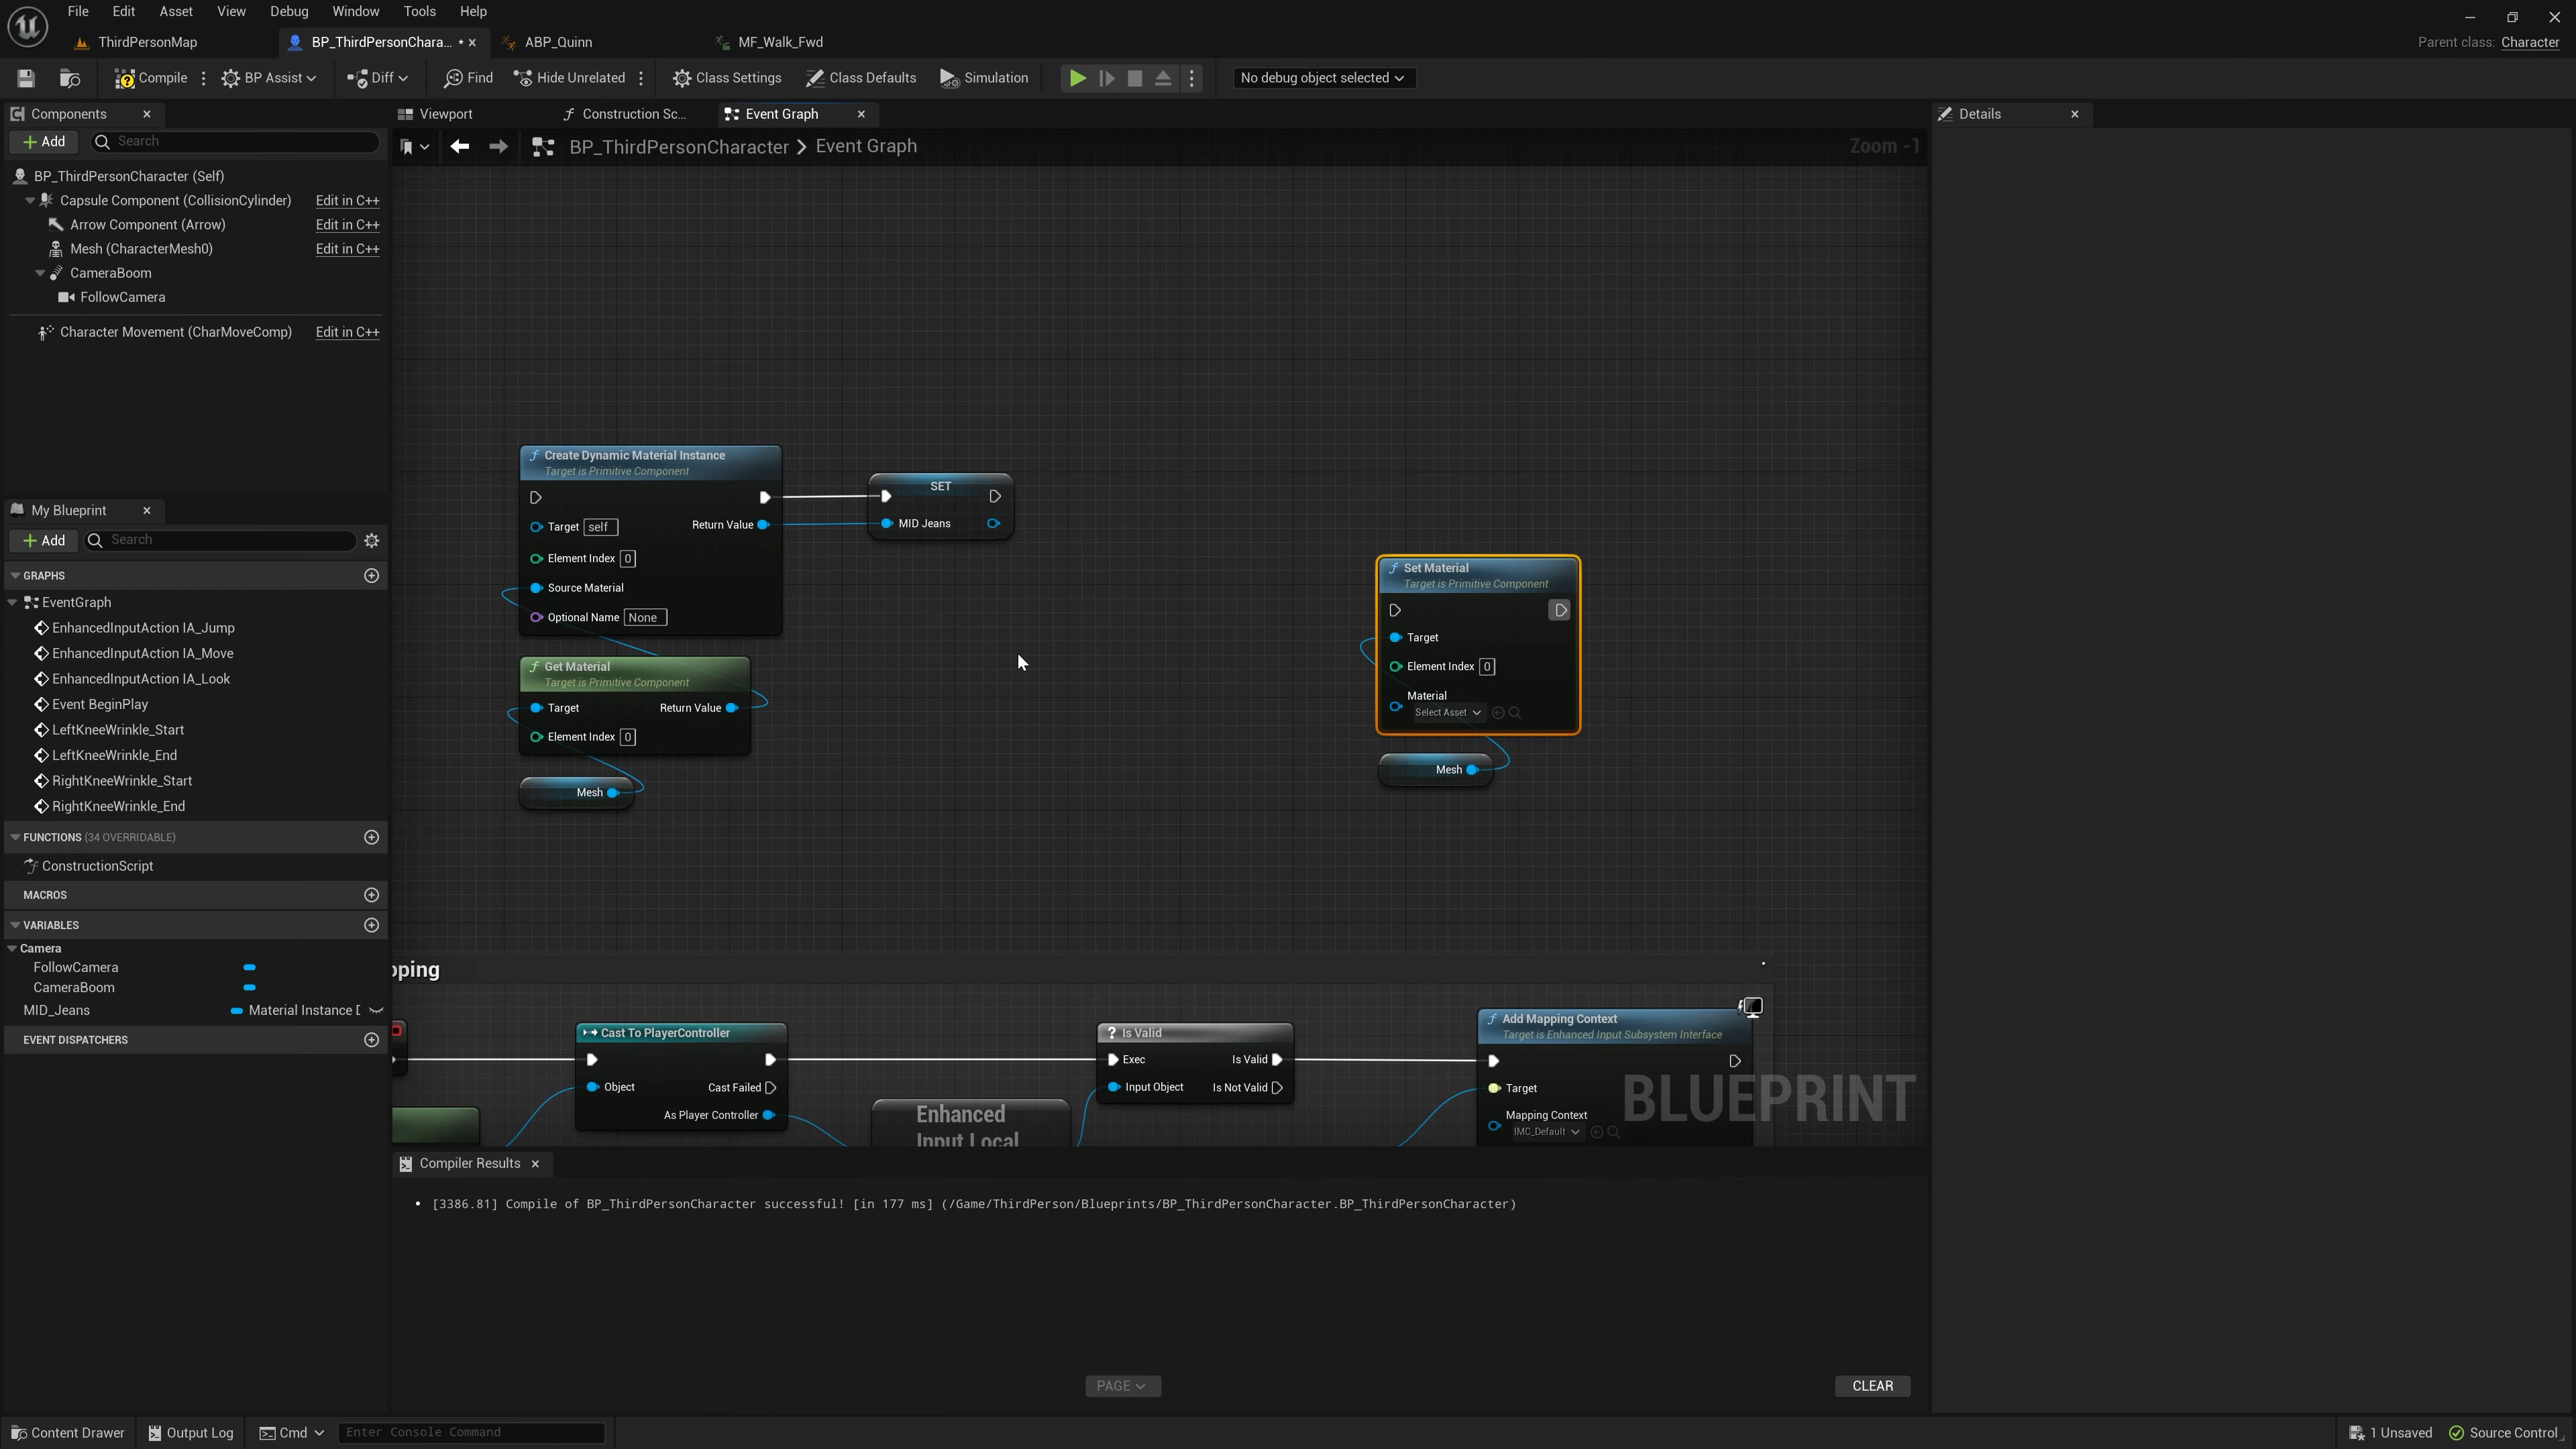 File Edit Asset View Debug Window Tools Help
ThirdPersonMap
BP_ThirdPersonChara... •
ABP_Quinn
MF_Walk_Fwd
Parent class: Character
Compile
BP Assist
Diff
Find
Hide Unrelated
Class Settings
Class Defaults
Simulation
No debug object selected
Components
Add
Search
BP_ThirdPersonCharacter (Self)
Capsule Component (CollisionCylinder) Edit in C++
Arrow Component (Arrow) Edit in C++
Mesh (CharacterMesh0) Edit in C++
CameraBoom
FollowCamera
Character Movement (CharMoveComp) Edit in C++
My Blueprint
Add
Search
GRAPHS
EventGraph
EnhancedInputAction IA_Jump
EnhancedInputAction IA_Move
EnhancedInputAction IA_Look
Event BeginPlay
LeftKneeWrinkle_Start
LeftKneeWrinkle_End
RightKneeWrinkle_Start
RightKneeWrinkle_End
FUNCTIONS (34 OVERRIDABLE)
ConstructionScript
MACROS
VARIABLES
Camera
FollowCamera
CameraBoom
MID_Jeans Material Instance D
EVENT DISPATCHERS
Viewport
Construction Sc...
Event Graph
BP_ThirdPersonCharacter > Event Graph
Zoom -1
Create Dynamic Material Instance
Target is Primitive Component
Target self
Return Value
Element Index 0
Source Material
Optional Name None
SET
MID Jeans
Get Material
Target is Primitive Component
Target
Return Value
Element Index 0
Mesh
Set Material
Target is Primitive Component
Target
Element Index 0
Material
Select Asset
Mesh
pping
Cast To PlayerController
Object
Cast Failed
As Player Controller
Enhanced
Input Local
Is Valid
Exec
Is Valid
Input Object
Is Not Valid
Add Mapping Context
Target is Enhanced Input Subsystem Interface
Target
Mapping Context
IMC_Default
BLUEPRINT
Compiler Results
• [3386.81] Compile of BP_ThirdPersonCharacter successful! [in 177 ms] (/Game/ThirdPerson/Blueprints/BP_ThirdPersonCharacter.BP_ThirdPersonCharacter)
PAGE
CLEAR
Details
Content Drawer
Output Log
Cmd
Enter Console Command
1 Unsaved
Source Control